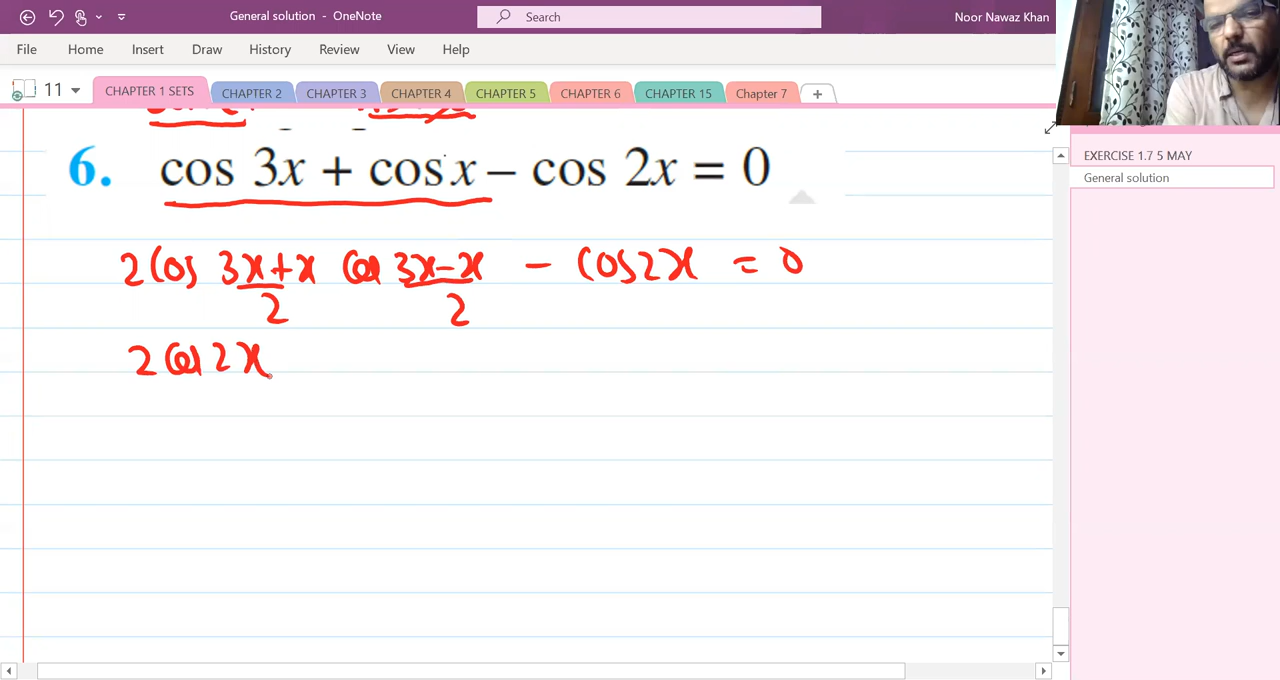 General solution - OneNote
Search
Noor Nawaz Khan
File Home Insert Draw History Review View Help
11
CHAPTER 1 SETS CHAPTER 2 CHAPTER 3 CHAPTER 4 CHAPTER 5 CHAPTER 6 CHAPTER 15 Chapter 7 +
EXERCISE 1.7 5 MAY
General solution
6. cos 3x + cos x – cos 2x = 0
2 Cos 3x+x/2 Cos 3x-x/2 - Cos2x = 0
2 Cos 2x